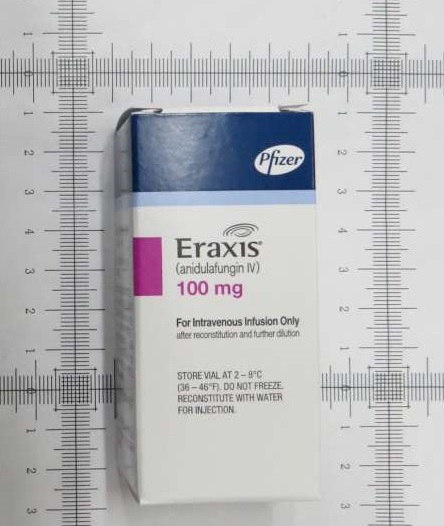 Pfizer
Eraxis®
(anidulafungin IV)
100 mg
For Intravenous Infusion Only
after reconstitution and further dilution
STORE VIAL AT 2 – 8°C
(36 – 46°F). DO NOT FREEZE.
RECONSTITUTE WITH WATER
FOR INJECTION.